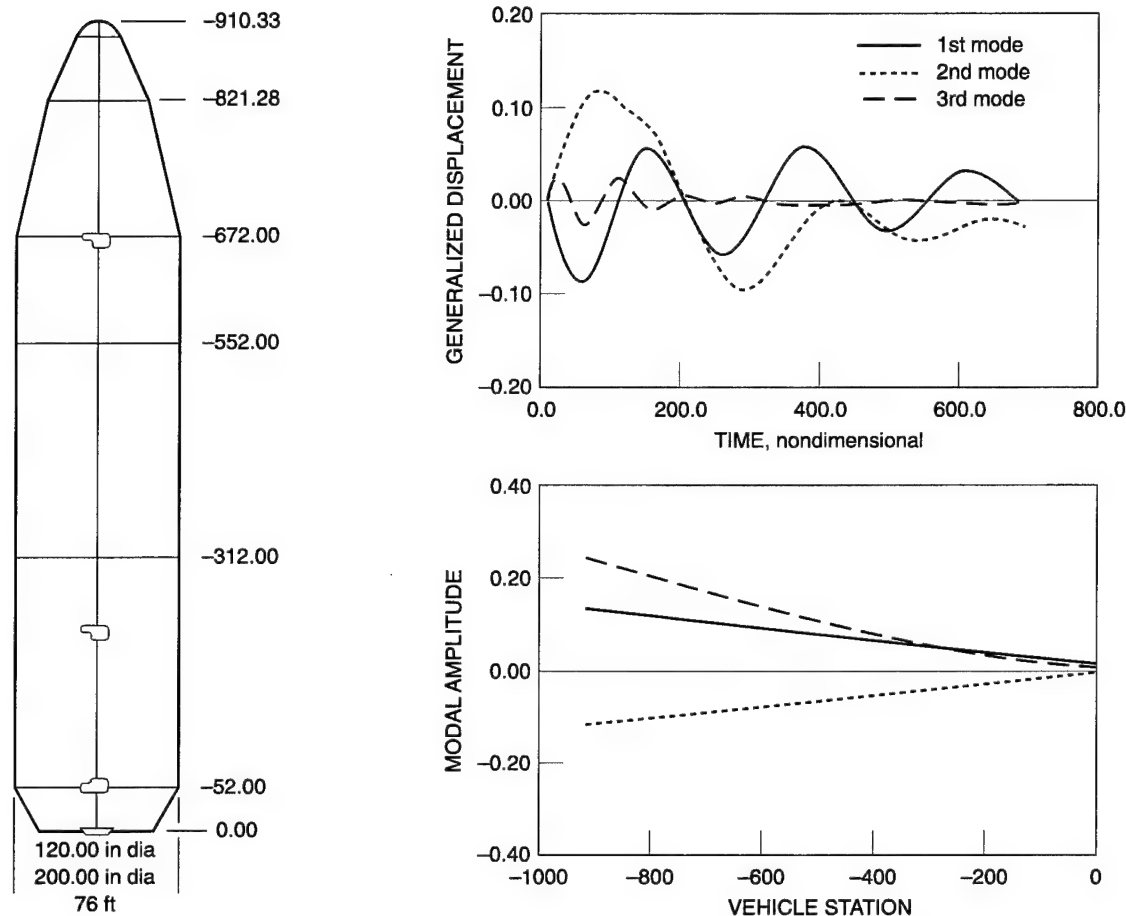 −910.33
−821.28
−672.00
−552.00
−312.00
−52.00
0.00
120.00 in dia
200.00 in dia
76 ft
0.20
0.10
0.00
−0.10
−0.20
GENERALIZED DISPLACEMENT
1st mode
2nd mode
3rd mode
0.0 200.0 400.0 600.0 800.0
TIME, nondimensional
0.40
0.20
0.00
−0.20
−0.40
MODAL AMPLITUDE
−1000 −800 −600 −400 −200 0
VEHICLE STATION